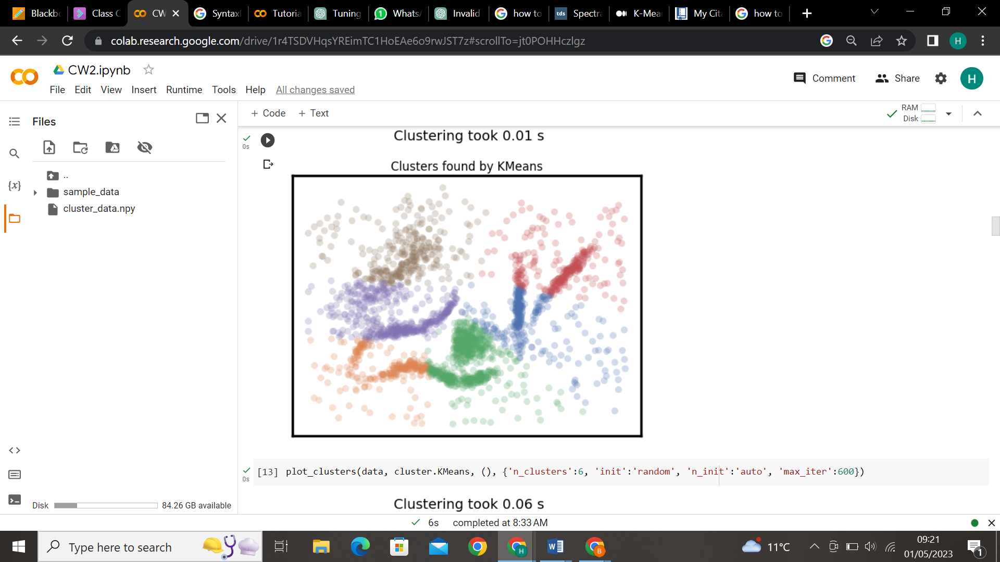 Blackb
Class C
CW
Syntax
Tutoria
Tuning
1
Whats
Invalid
how to
tds
Spectra
K-Mea
My Cita
how to
colab.research.google.com/drive/1r4TSDVHqsYREimTC1HoEAe6o9rwJST7z#scrollTo=jt0POHHczlgz
H
CW2.ipynb
Comment
Share
H
File Edit View Insert Runtime Tools Help All changes saved
Files
+ Code + Text
RAM
Disk
{x}
..
sample_data
cluster_data.npy
0s
Clustering took 0.01 s
Clusters found by KMeans
0s
[13] plot_clusters(data, cluster.KMeans, (), {'n_clusters':6, 'init':'random', 'n_init':'auto', 'max_iter':600})
Clustering took 0.06 s
Disk 84.26 GB available
6s completed at 8:33 AM
Type here to search
H
W
B
11°C
09:21
01/05/2023
1